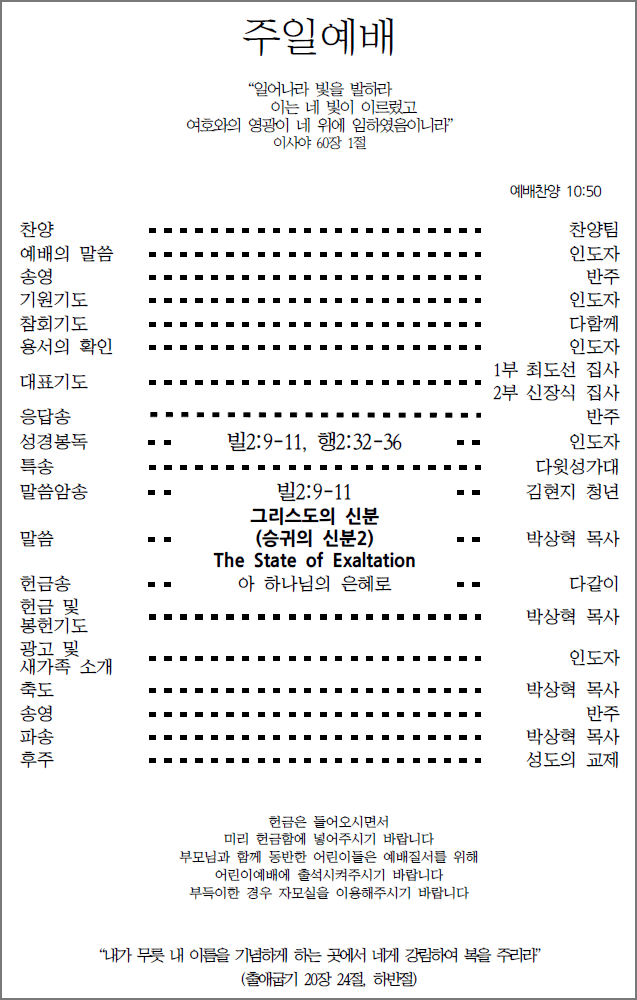 주일예배
“일어나라 빛을 발하라
이는 네 빛이 이르렀고
여호와의 영광이 네 위에 임하였음이니라”
이사야 60장 1절
예배찬양 10:50
찬양 찬양팀
예배의 말씀 인도자
송영 반주
기원기도 인도자
참회기도 다함께
용서의 확인 인도자
대표기도 1부 최도선 집사
2부 신장식 집사
응답송 반주
성경봉독 빌2:9-11, 행2:32-36 인도자
특송 다윗성가대
말씀암송 빌2:9-11 김현지 청년
그리스도의 신분
말씀 (승귀의 신분2) 박상혁 목사
The State of Exaltation
헌금송 아 하나님의 은혜로 다같이
헌금 및
봉헌기도 박상혁 목사
광고 및
새가족 소개 인도자
축도 박상혁 목사
송영 반주
파송 박상혁 목사
후주 성도의 교제
헌금은 들어오시면서
미리 헌금함에 넣어주시기 바랍니다
부모님과 함께 동반한 어린이들은 예배질서를 위해
어린이예배에 출석시켜주시기 바랍니다
부득이한 경우 자모실을 이용해주시기 바랍니다
“내가 무릇 내 이름을 기념하게 하는 곳에서 네게 강림하여 복을 주리라”
(출애굽기 20장 24절, 하반절)